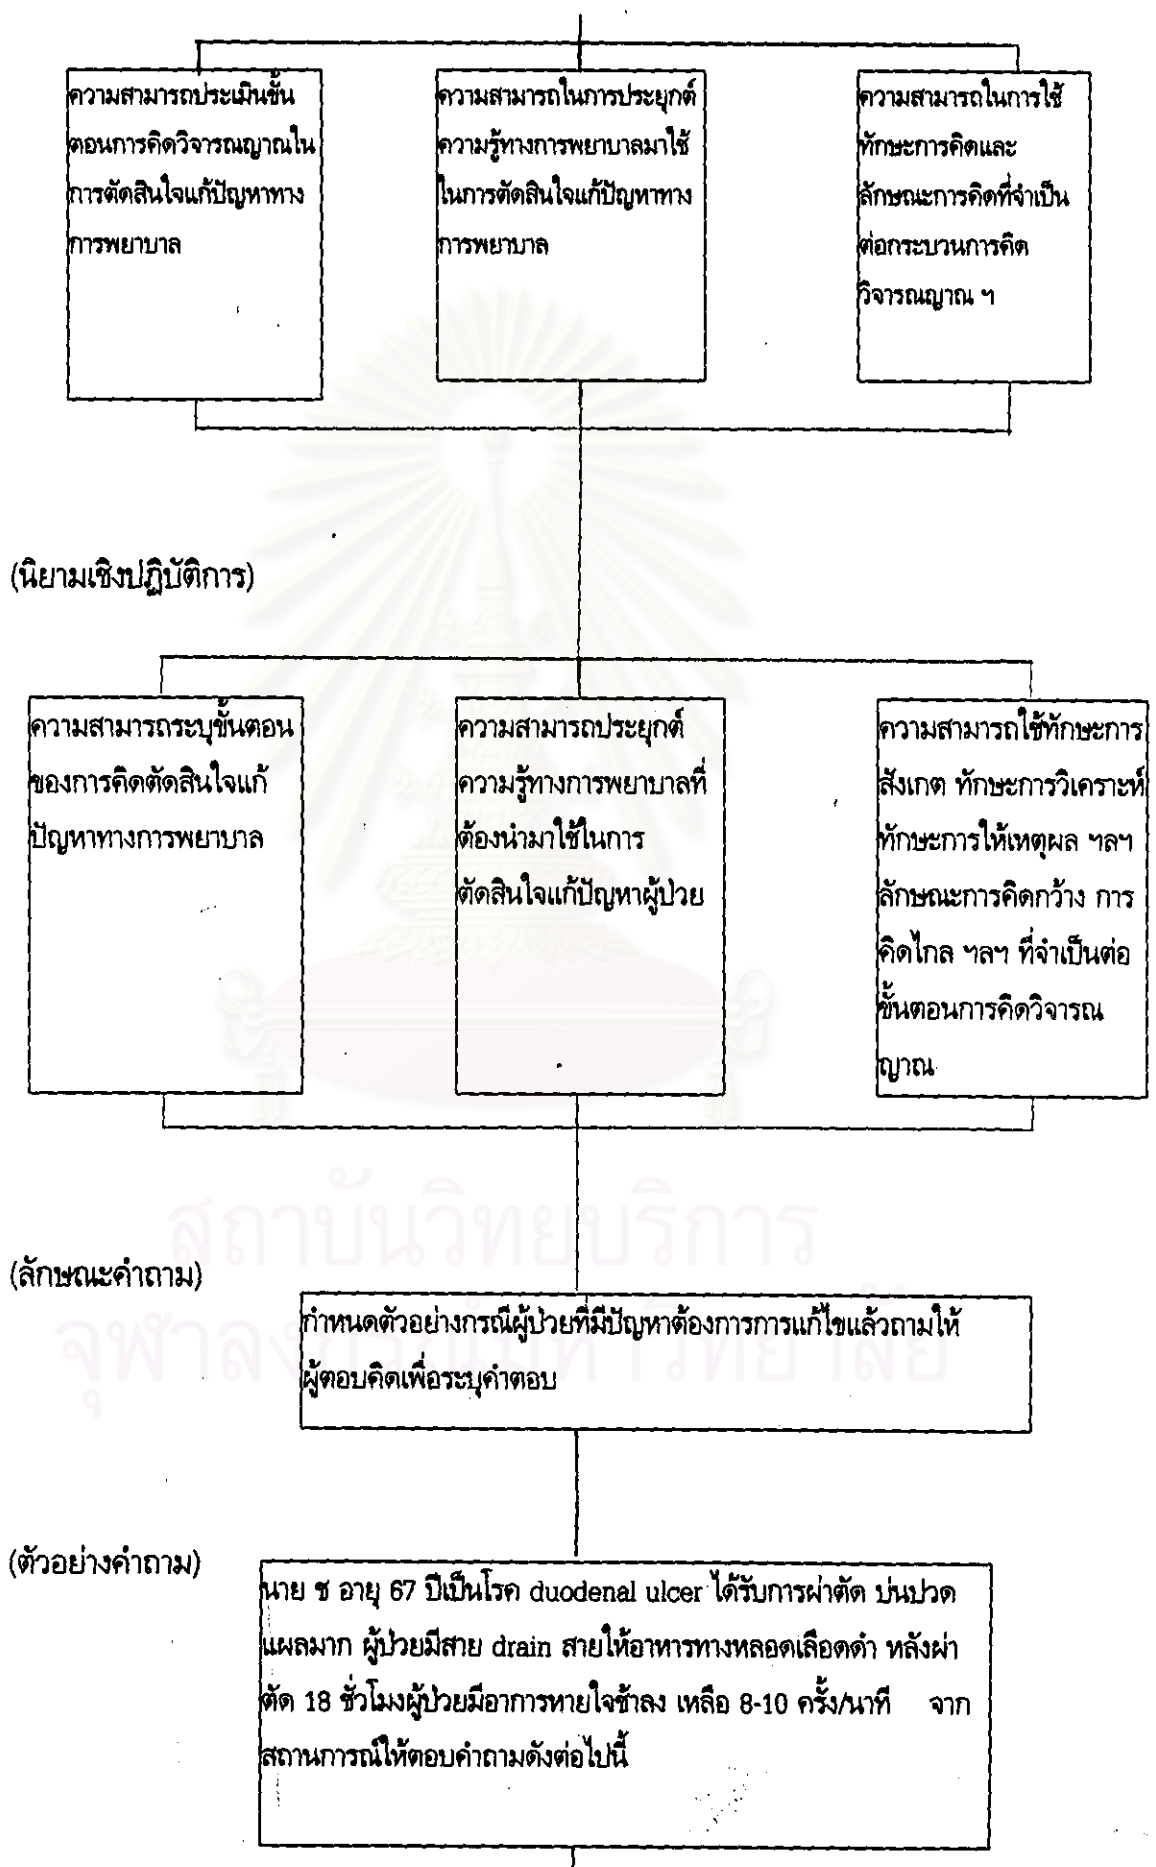 ความสามารถประเมินขั้น
ตอนการคิดวิจารณญาณใน
การตัดสินใจแก้ปัญหาทาง
การพยาบาล
ความสามารถในการประยุกต์
ความรู้ทางการพยาบาลมาใช้
ในการตัดสินใจแก้ปัญหาทาง
การพยาบาล
ความสามารถในการใช้
ทักษะการคิดและ
ลักษณะการคิดที่จำเป็น
ต่อกระบวนการคิด
วิจารณญาณ ฯ
(นิยามเชิงปฏิบัติการ)
ความสามารถระบุขั้นตอน
ของการคิดตัดสินใจแก้
ปัญหาทางการพยาบาล
ความสามารถประยุกต์
ความรู้ทางการพยาบาลที่
ต้องนำมาใช้ในการ
ตัดสินใจแก้ปัญหาผู้ป่วย
ความสามารถใช้ทักษะการ
สังเกต ทักษะการวิเคราะห์
ทักษะการให้เหตุผล ฯลฯ
ลักษณะการคิดกว้าง การ
คิดไกล ฯลฯ ที่จำเป็นต่อ
ขั้นตอนการคิดวิจารณ
ญาณ
สถาบันวิทยบริการ
จุฬาลงกรณ์มหาวิทยาลัย
(ลักษณะคำถาม)
กำหนดตัวอย่างกรณีผู้ป่วยที่มีปัญหาต้องการการแก้ไขแล้วถามให้
ผู้ตอบคิดเพื่อระบุคำตอบ
(ตัวอย่างคำถาม)
นาย ช อายุ 67 ปีเป็นโรค duodenal ulcer ได้รับการผ่าตัด บ่นปวด
แผลมาก ผู้ป่วยมีสาย drain สายให้อาหารทางหลอดเลือดดำ หลังผ่า
ตัด 18 ชั่วโมงผู้ป่วยมีอาการหายใจช้าลง เหลือ 8-10 ครั้ง/นาที จาก
สถานการณ์ให้ตอบคำถามดังต่อไปนี้